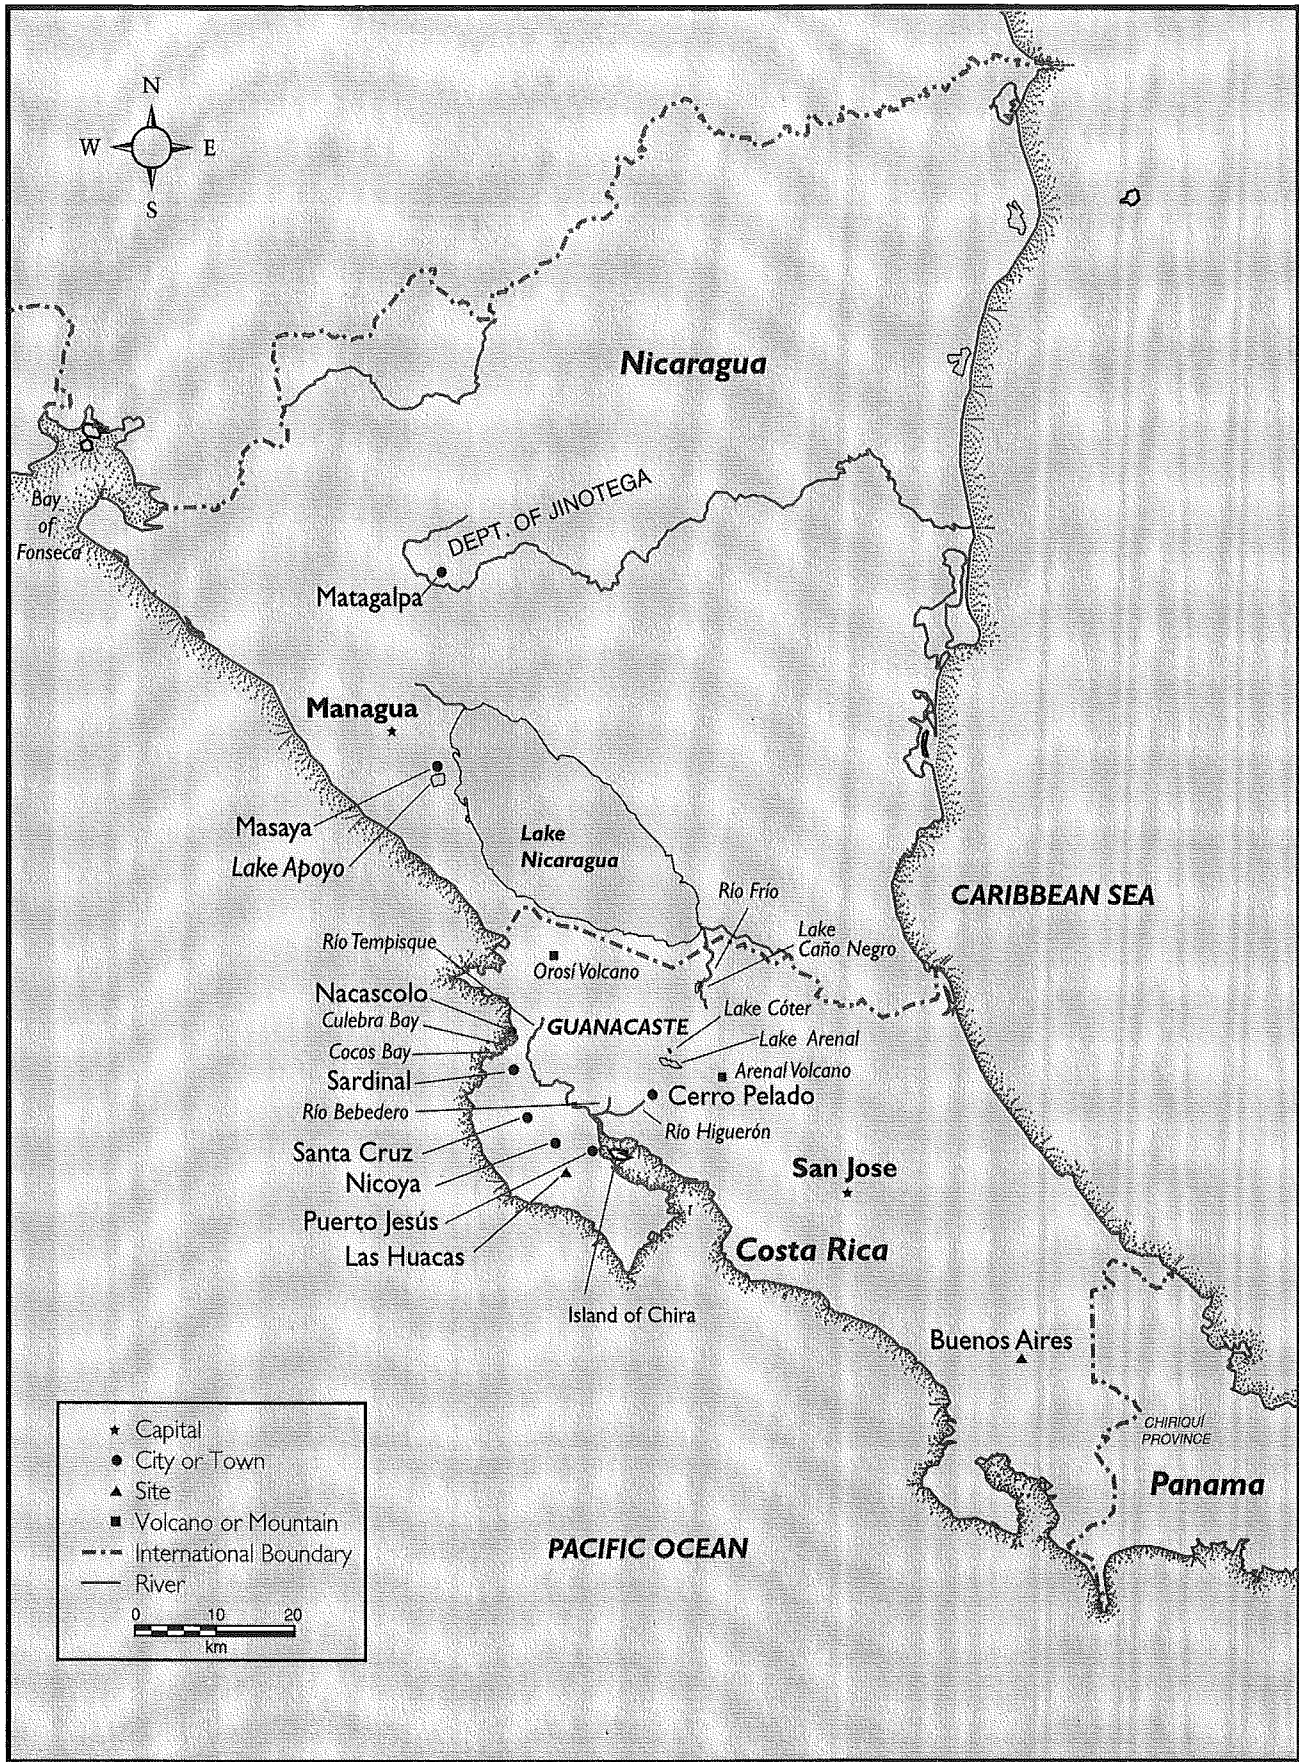 N
W E
S
Nicaragua
Bay
of
Fonseca
DEPT. OF JINOTEGA
Matagalpa
Managua
Masaya
Lake Apoyo
Lake
Nicaragua
CARIBBEAN SEA
Río Frío
Lake
Caño Negro
Río Tempisque
Orosí Volcano
Nacascolo
Culebra Bay
GUANACASTE
Lake Cóter
Cocos Bay
Lake Arenal
Sardinal
Arenal Volcano
Cerro Pelado
Río Bebedero
Río Higuerón
Santa Cruz
Nicoya
San Jose
Puerto Jesús
Las Huacas
Costa Rica
Island of Chira
Buenos Aires
CHIRIQUÍ
PROVINCE
Panama
PACIFIC OCEAN
Capital
City or Town
Site
Volcano or Mountain
International Boundary
River
0 10 20
km